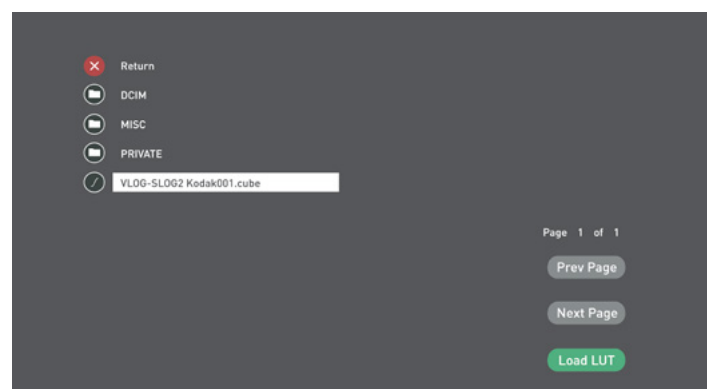 Return
DCIM
MISC
PRIVATE
VLOG-SLOG2 Kodak001.cube
Page 1 of 1
Prev Page
Next Page
Load LUT